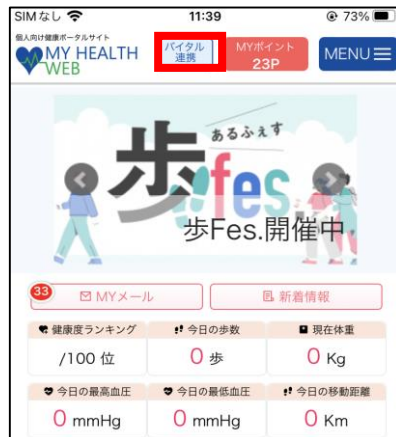 SIMなし 11:39 73%
個人向け健康ポータルサイト
MY HEALTH
WEB
バイタル
連携
MYポイント
23P
MENU
あるふぇす
歩fes.
歩Fes.開催中
33 MYメール
新着情報
健康度ランキング 今日の歩数 現在体重
/100 位 0 歩 0 Kg
今日の最高血圧 今日の最低血圧 今日の移動距離
0 mmHg 0 mmHg 0 Km